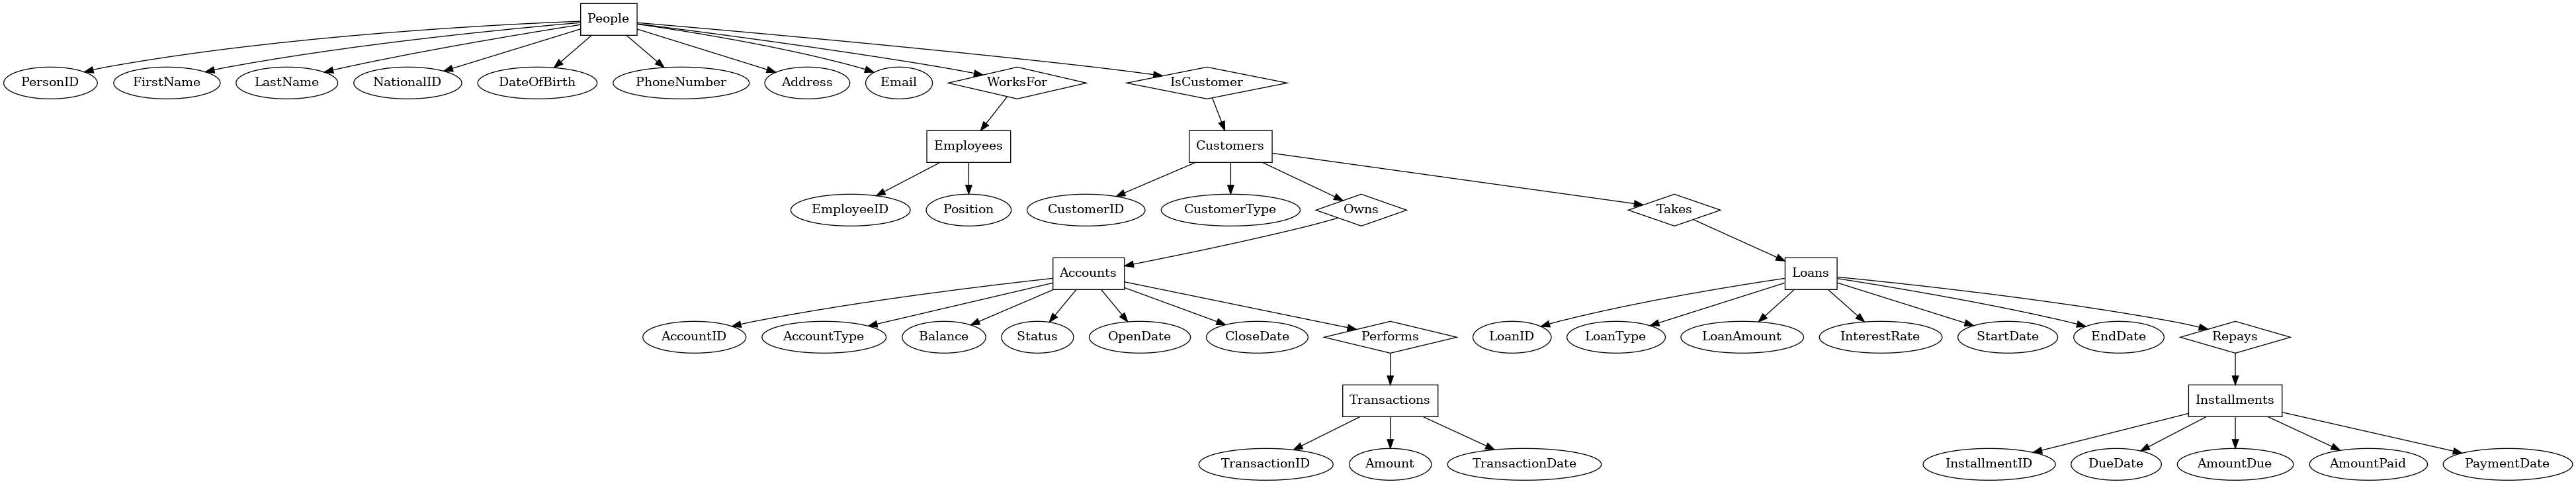 People
PersonID
FirstName
LastName
NationalID
DateOfBirth
PhoneNumber
Address
Email
WorksFor
IsCustomer
Employees
Customers
EmployeeID
Position
CustomerID
CustomerType
Owns
Takes
Accounts
Loans
AccountID
AccountType
Balance
Status
OpenDate
CloseDate
Performs
LoanID
LoanType
LoanAmount
InterestRate
StartDate
EndDate
Repays
Transactions
Installments
TransactionID
Amount
TransactionDate
InstallmentID
DueDate
AmountDue
AmountPaid
PaymentDate